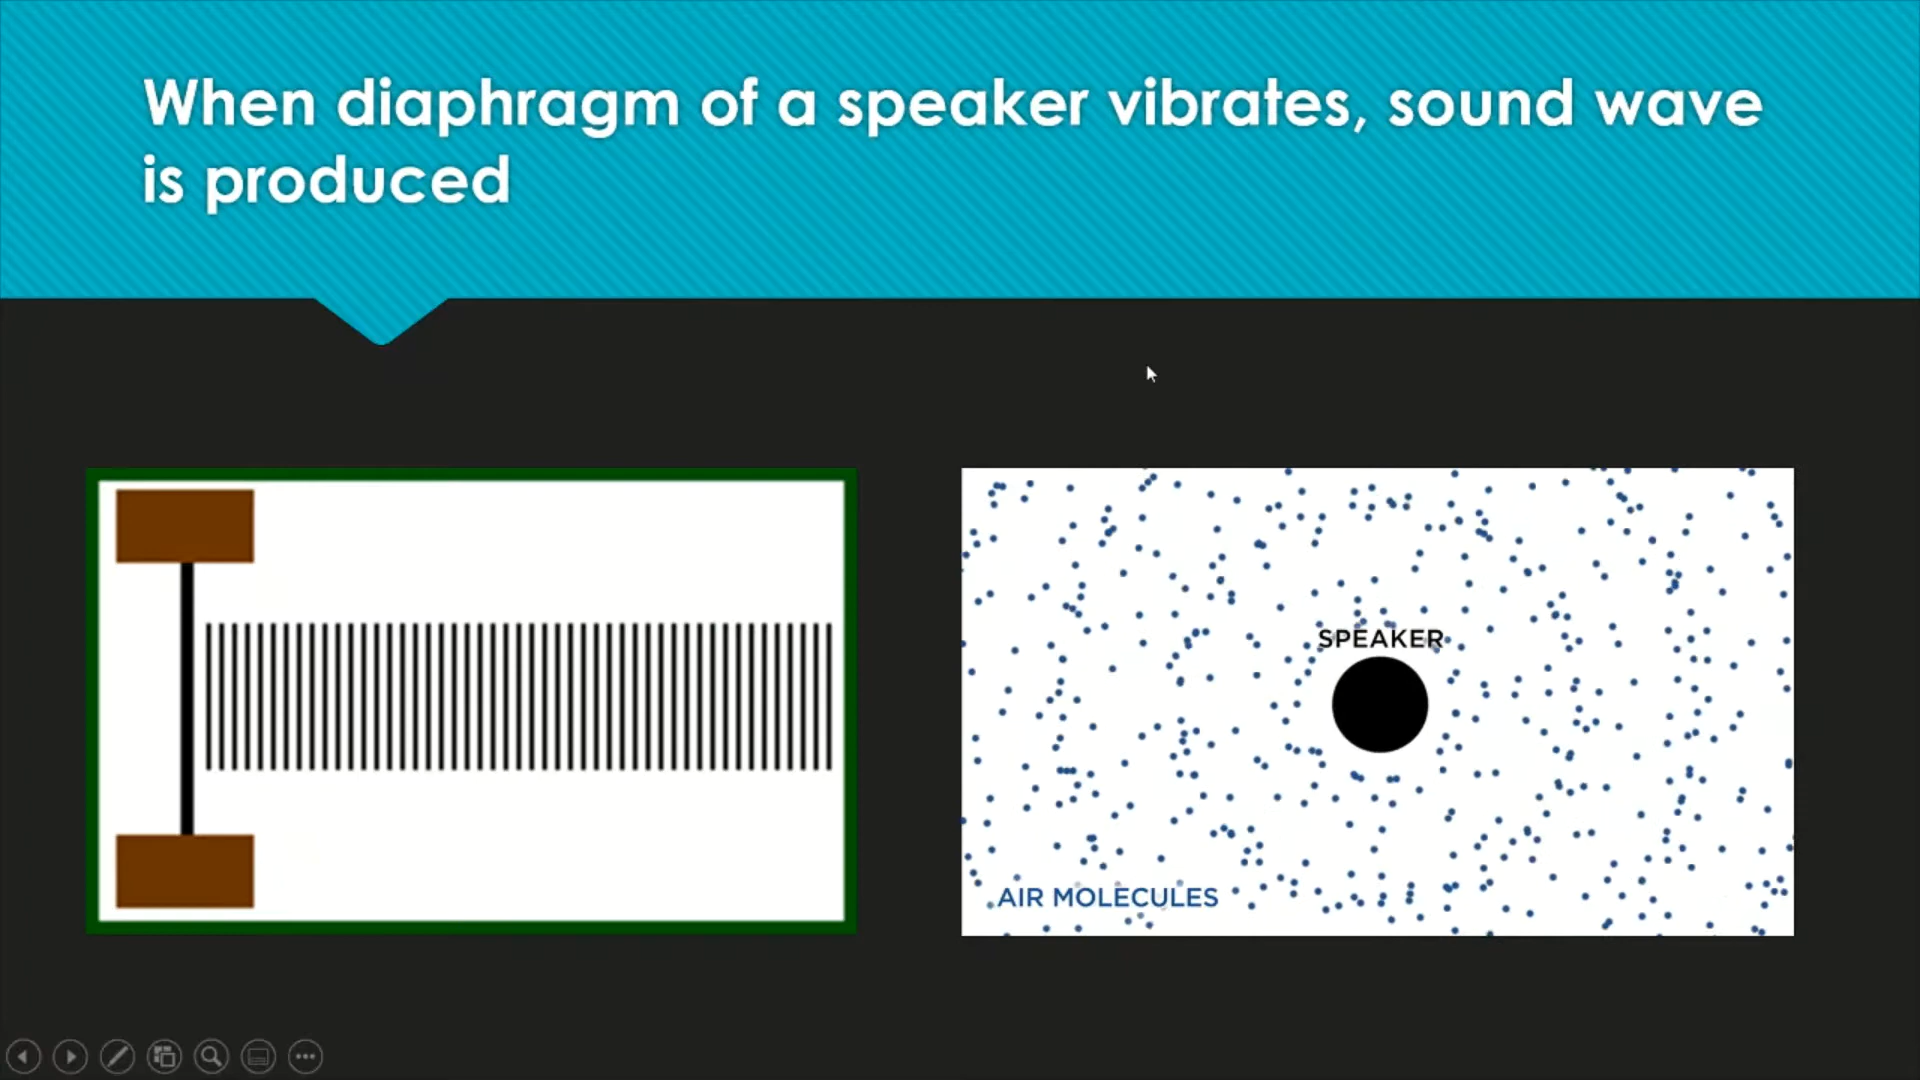 When diaphragm of a speaker vibrates, sound wave
is produced
SPEAKER
AIR MOLECULES